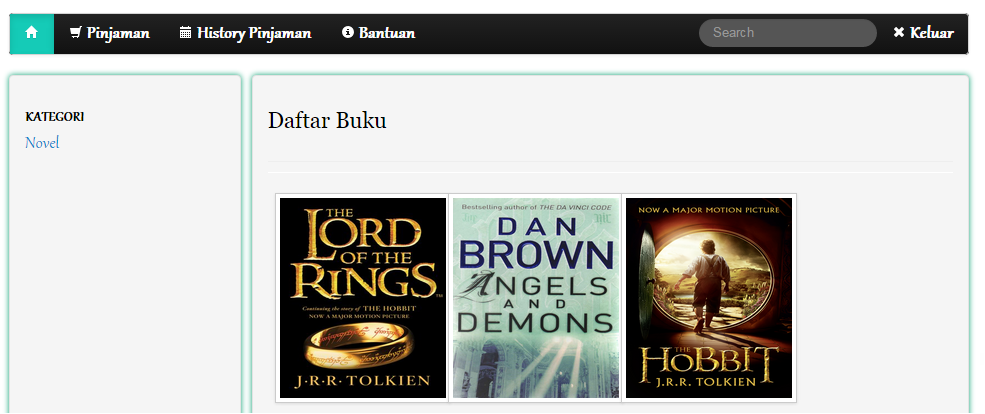 Pinjaman History Pinjaman Bantuan Search Keluar
KATEGORI
Novel
Daftar Buku
THE
LORD
OF THE
RINGS™
Continuing the story of THE HOBBIT
NOW A MAJOR MOTION PICTURE
J·R·R·TOLKIEN
Bestselling author of THE DA VINCI CODE
DAN
BROWN
ANGELS
AND
DEMONS
NOW A MAJOR MOTION PICTURE
THE
HOBBIT
J.R.R. TOLKIEN